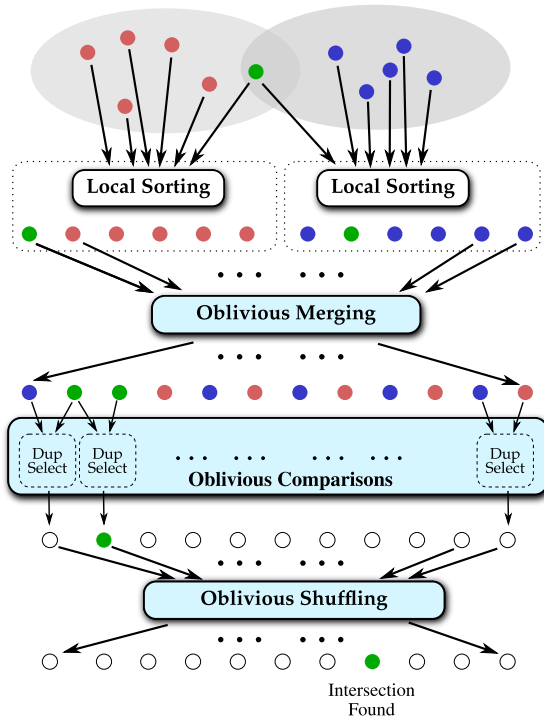 Local Sorting
Local Sorting
Oblivious Merging
Dup
Select
Dup
Select
Dup
Select
Oblivious Comparisons
Oblivious Shuffling
Intersection
Found